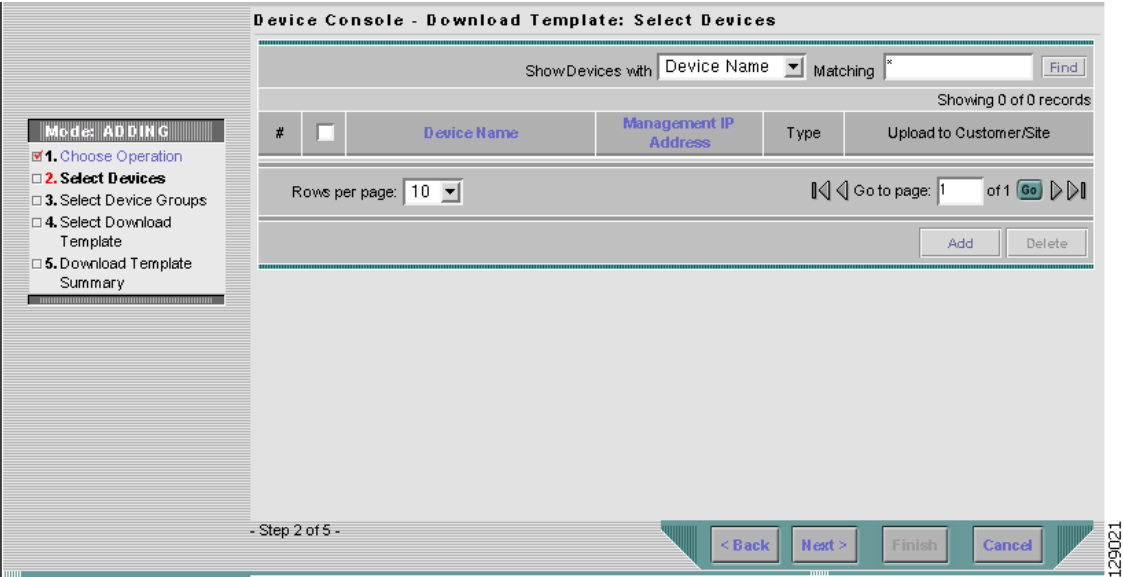 Device Console - Download Template: Select Devices
Show Devices with Device Name Matching * Find
Showing 0 of 0 records
# Device Name Management IP Address Type Upload to Customer/Site
Rows per page: 10 Go to page: 1 of 1 Go
Add Delete
Mode: ADDING
1. Choose Operation
2. Select Devices
3. Select Device Groups
4. Select Download
Template
5. Download Template
Summary
- Step 2 of 5 -
< Back Next > Finish Cancel
129021